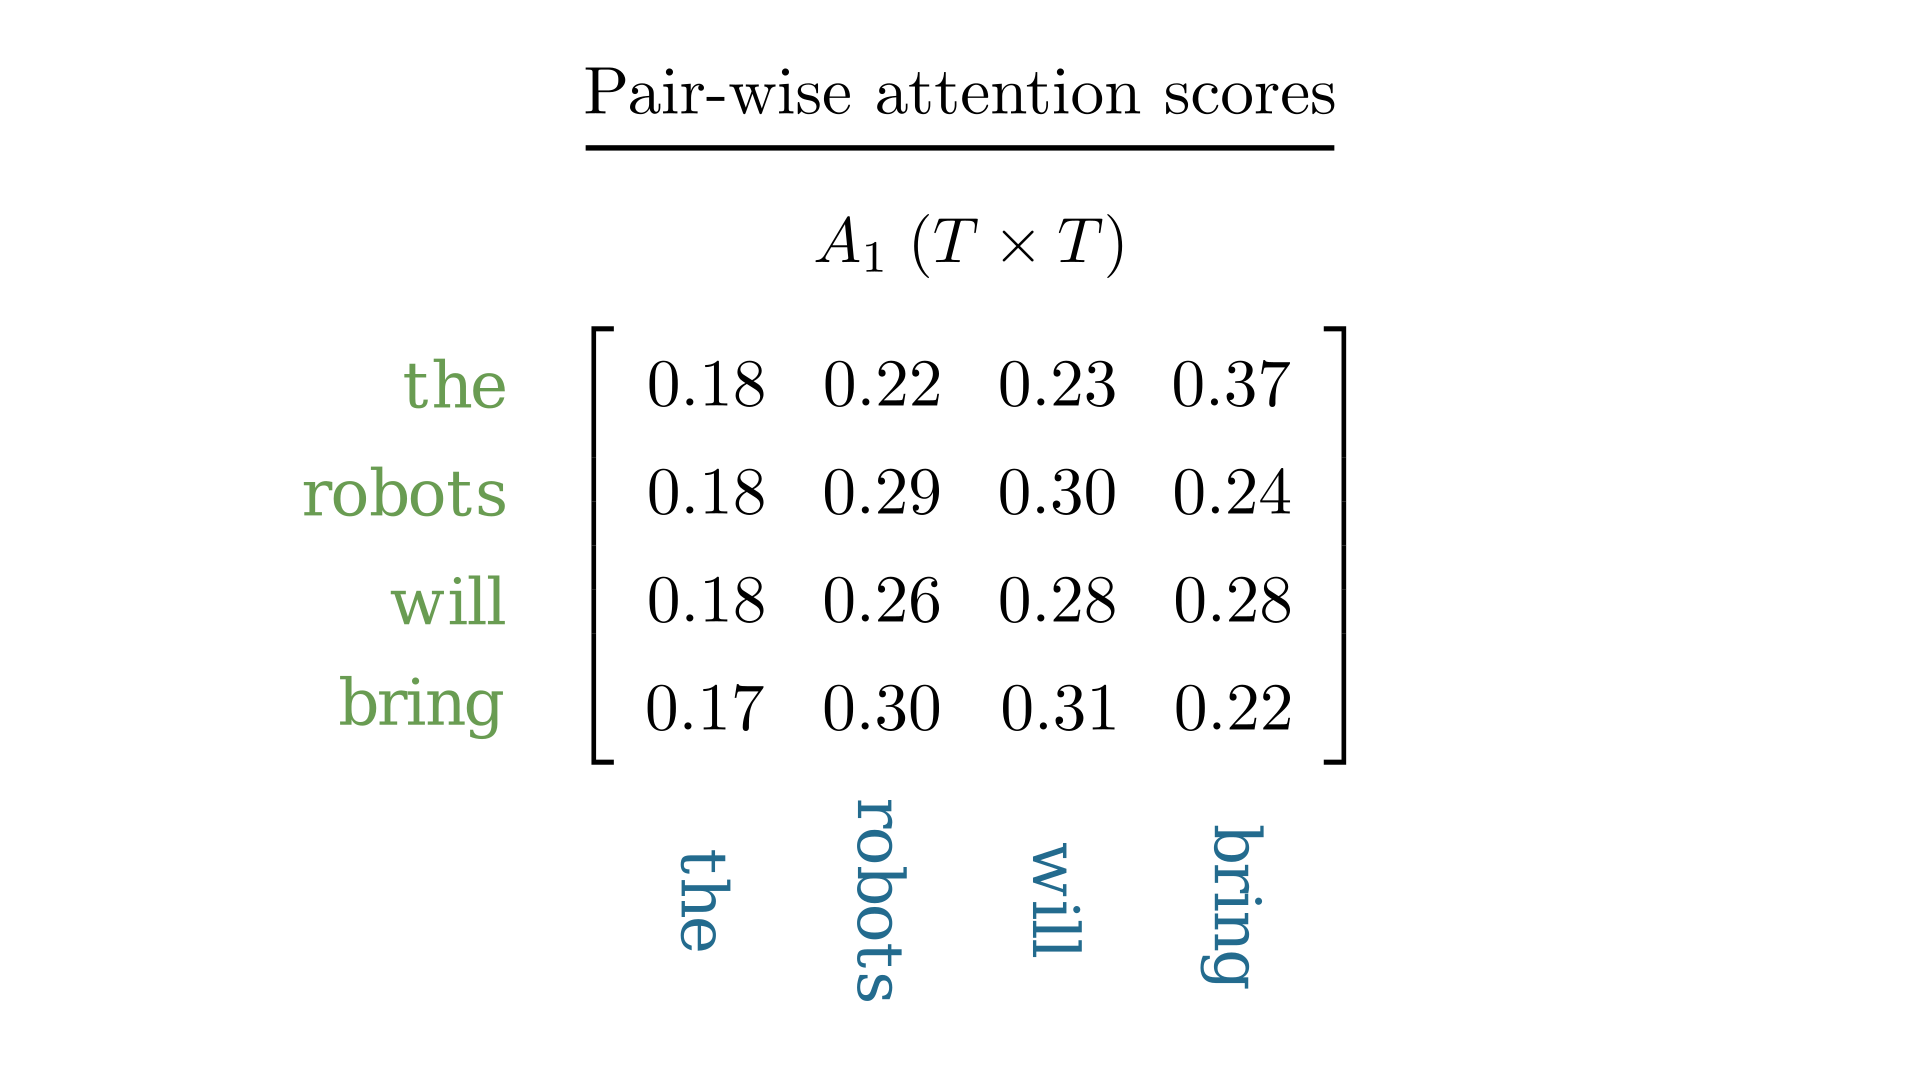 Pair-wise attention scores
A₁ (T × T)
the 0.18 0.22 0.23 0.37
robots 0.18 0.29 0.30 0.24
will 0.18 0.26 0.28 0.28
bring 0.17 0.30 0.31 0.22
the robots will bring